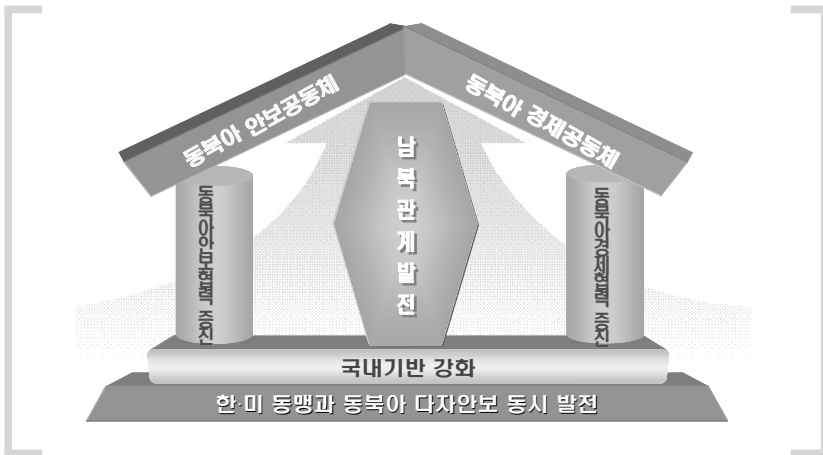 동북아 안보공동체
동북아 경제공동체
남북관계발전
동북아안보협력 증진
동북아경제협력 증진
국내기반 강화
한·미 동맹과 동북아 다자안보 동시 발전